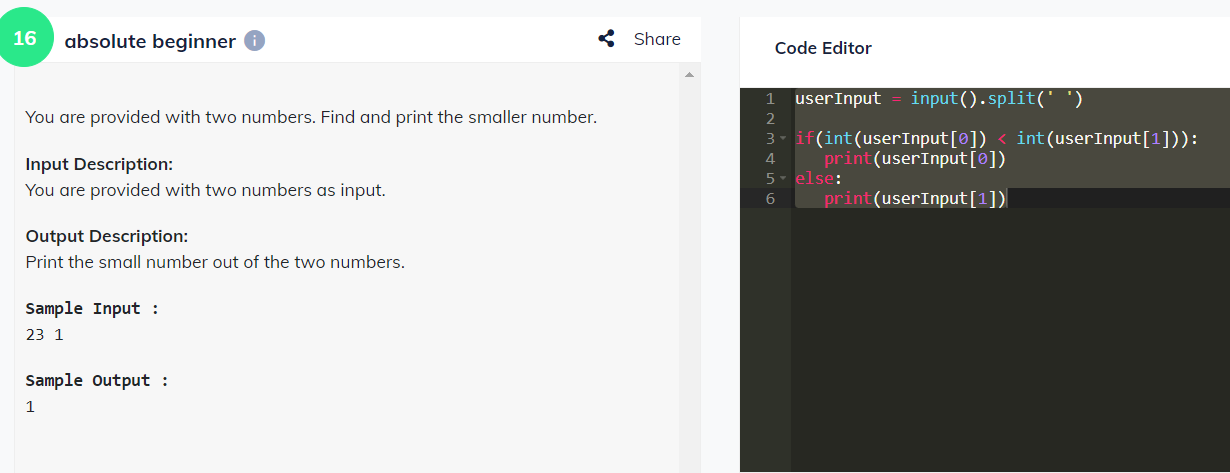 16
absolute beginner
Share
You are provided with two numbers. Find and print the smaller number.
Input Description:
You are provided with two numbers as input.
Output Description:
Print the small number out of the two numbers.
Sample Input :
23 1
Sample Output :
1
Code Editor
1 userInput = input().split(' ')
2
3 if(int(userInput[0]) < int(userInput[1])):
4    print(userInput[0])
5 else:
6    print(userInput[1])